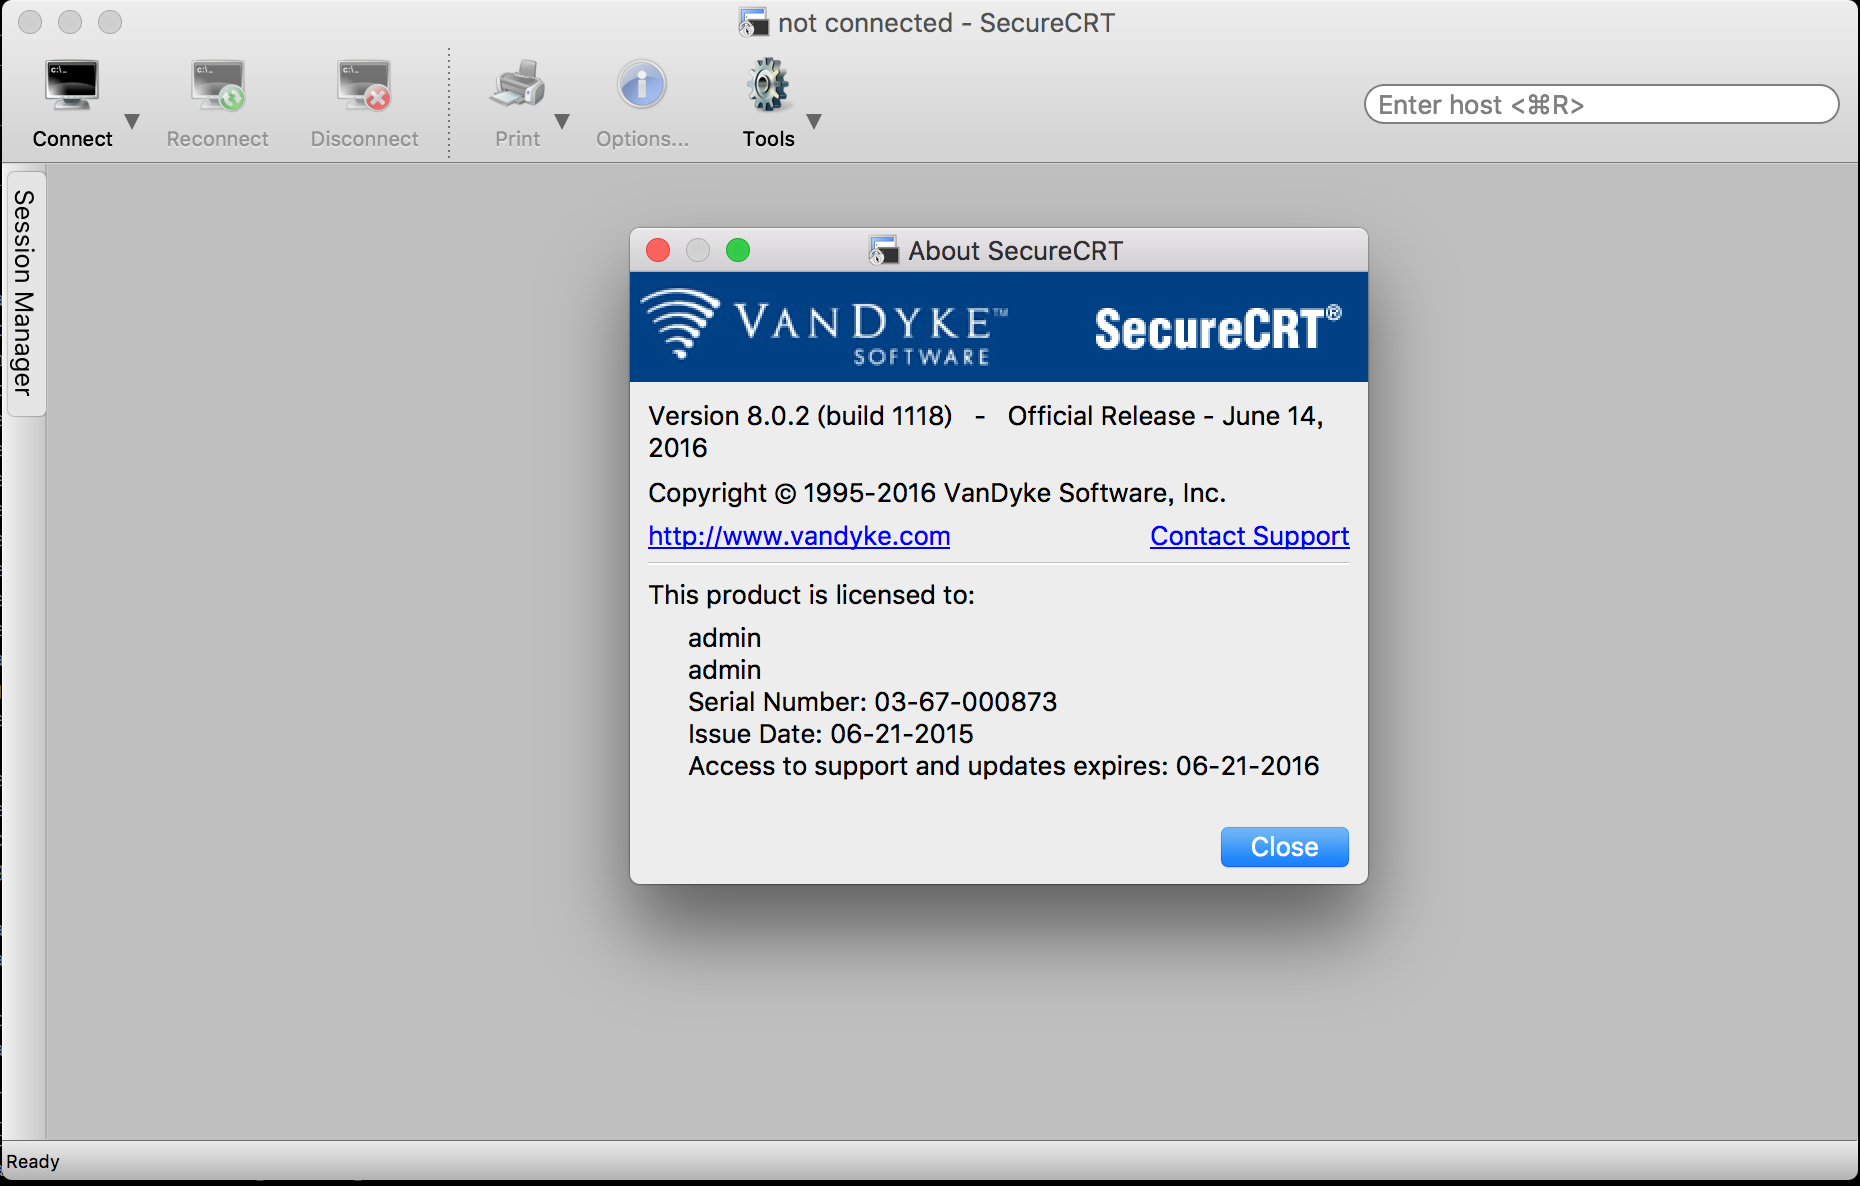 not connected - SecureCRT
Connect
Reconnect
Disconnect
Print
Options...
Tools
Enter host <⌘R>
Session Manager
About SecureCRT
VANDYKE™
SOFTWARE
SecureCRT®
Version 8.0.2 (build 1118)   -   Official Release - June 14,
2016
Copyright © 1995-2016 VanDyke Software, Inc.
http://www.vandyke.com
Contact Support
This product is licensed to:
admin
admin
Serial Number: 03-67-000873
Issue Date: 06-21-2015
Access to support and updates expires: 06-21-2016
Close
Ready